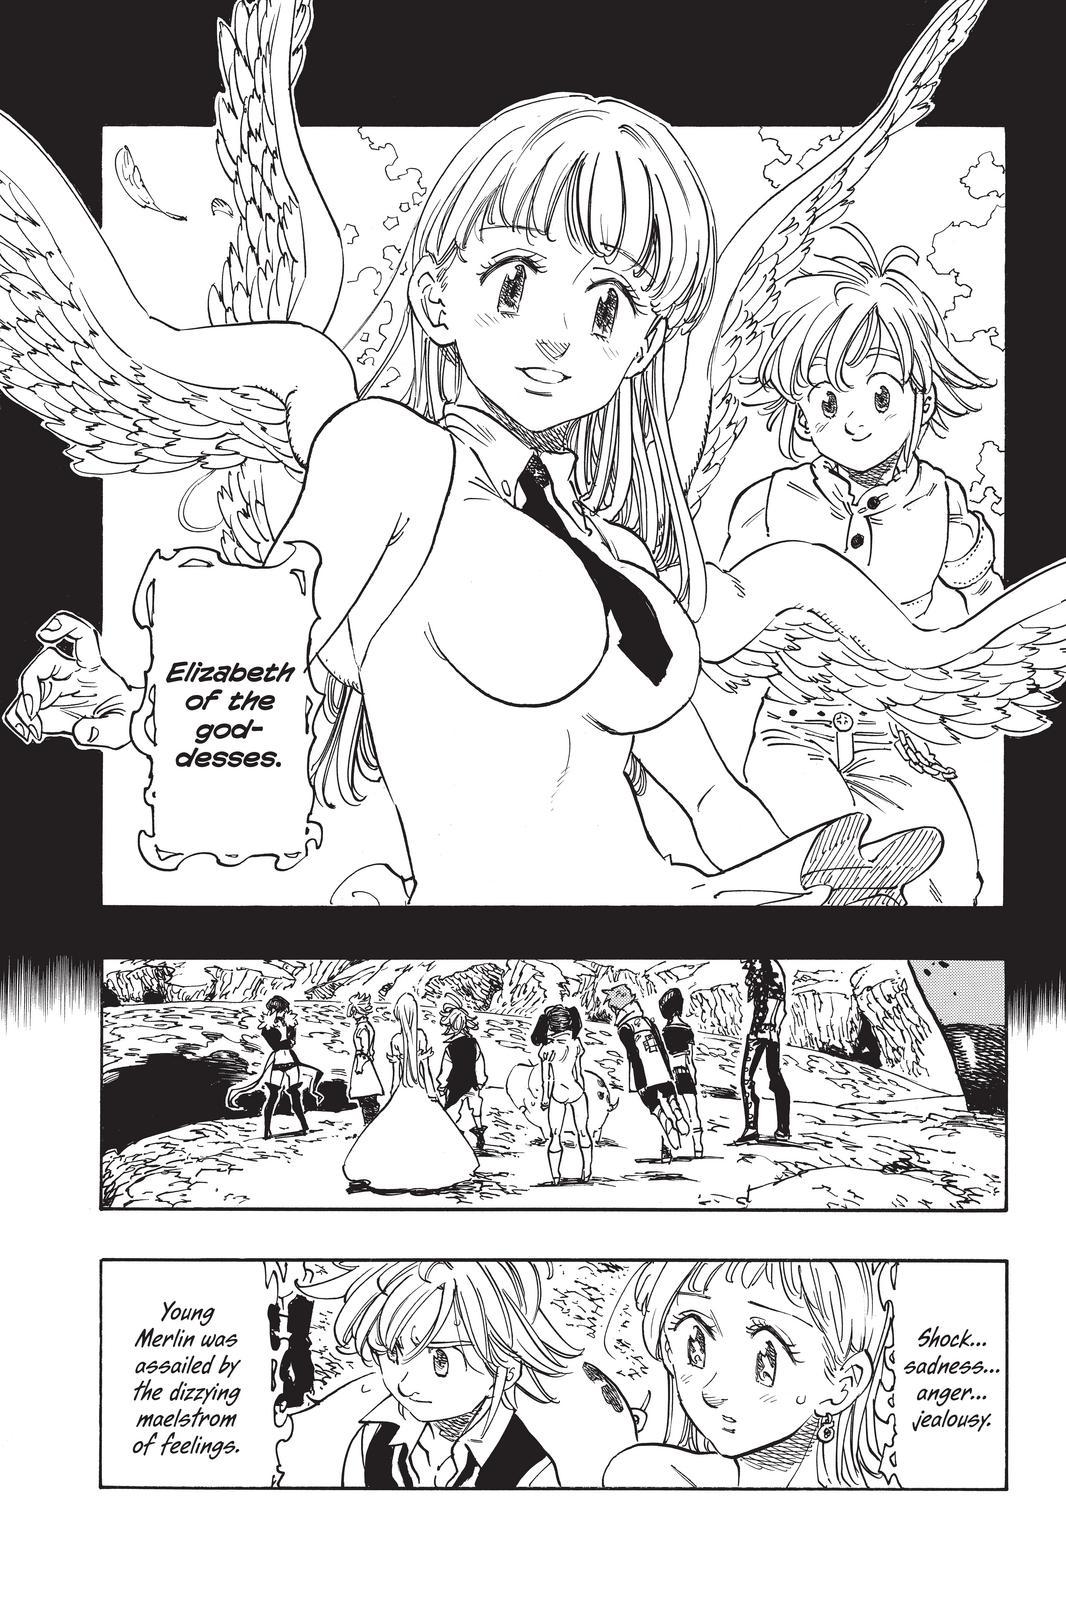 Elizabeth
of the
god-
desses.
Shock...
sadness...
anger...
jealousy.
Young
Merlin was
assailed by
the dizzying
maelstrom
of feelings.